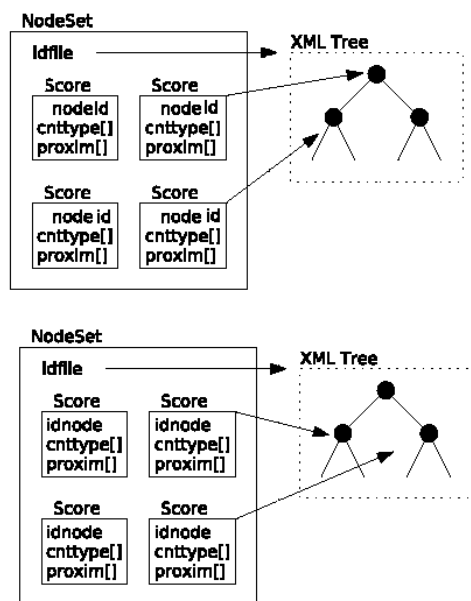 NodeSet
idfile
XML Tree
Score Score
nodeid nodeid
cnttype[] cnttype[]
proxim[] proxim[]
Score Score
node id node id
cnttype[] cnttype[]
proxim[] proxim[]
NodeSet
idfile
XML Tree
Score Score
idnode idnode
cnttype[] cnttype[]
proxim[] proxim[]
Score Score
idnode idnode
cnttype[] cnttype[]
proxim[] proxim[]